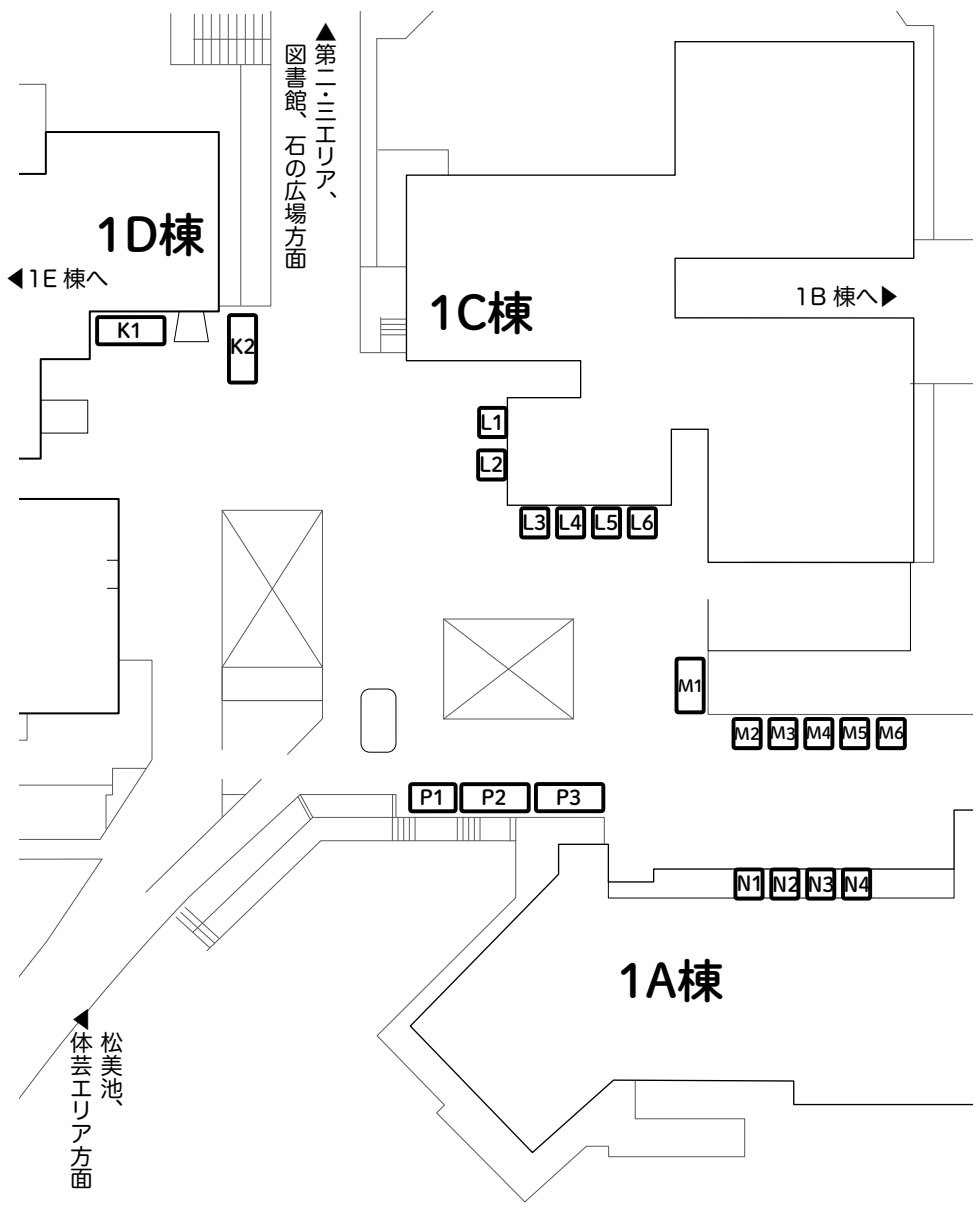 ▲第二・三エリア、
図書館、石の広場方面
1D棟
◀1E 棟へ
1C棟
1B 棟へ▶
K1
K2
L1
L2
L3
L4
L5
L6
M1
M2
M3
M4
M5
M6
P1
P2
P3
N1
N2
N3
N4
1A棟
◀松美池、
体芸エリア方面